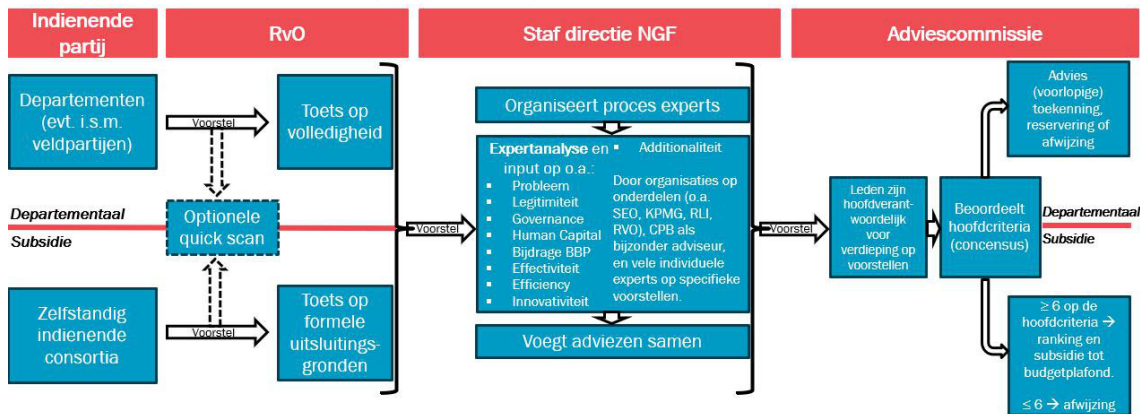 Indienende
partij
RvO
Staf directie NGF
Adviescommissie
Departementen
(evt. i.s.m.
veldpartijen)
Voorstel
Toets op
volledigheid
Departementaal
Subsidie
Optionele
quick scan
Zelfstandig
indienende
consortia
Voorstel
Toets op
formele
uitsluitings-
gronden
Voorstel
Organiseert proces experts
Expertanalyse en
input op o.a.:
▪ Probleem
▪ Legitimiteit
▪ Governance
▪ Human Capital
▪ Bijdrage BBP
▪ Effectiviteit
▪ Efficiency
▪ Innovativiteit
▪ Additionaliteit
Door organisaties op
onderdelen (o.a.
SEO, KPMG, RLI,
RVO), CPB als
bijzonder adviseur,
en vele individuele
experts op specifieke
voorstellen.
Voegt adviezen samen
Voorstel
Leden zijn
hoofdverant-
woordelijk
voor
verdieping op
voorstellen
Beoordeelt
hoofdcriteria
(concensus)
Advies
(voorlopige)
toekenning,
reservering of
afwijzing
Departementaal
Subsidie
≥ 6 op de
hoofdcriteria →
ranking en
subsidie tot
budgetplafond.
≤ 6 → afwijzing